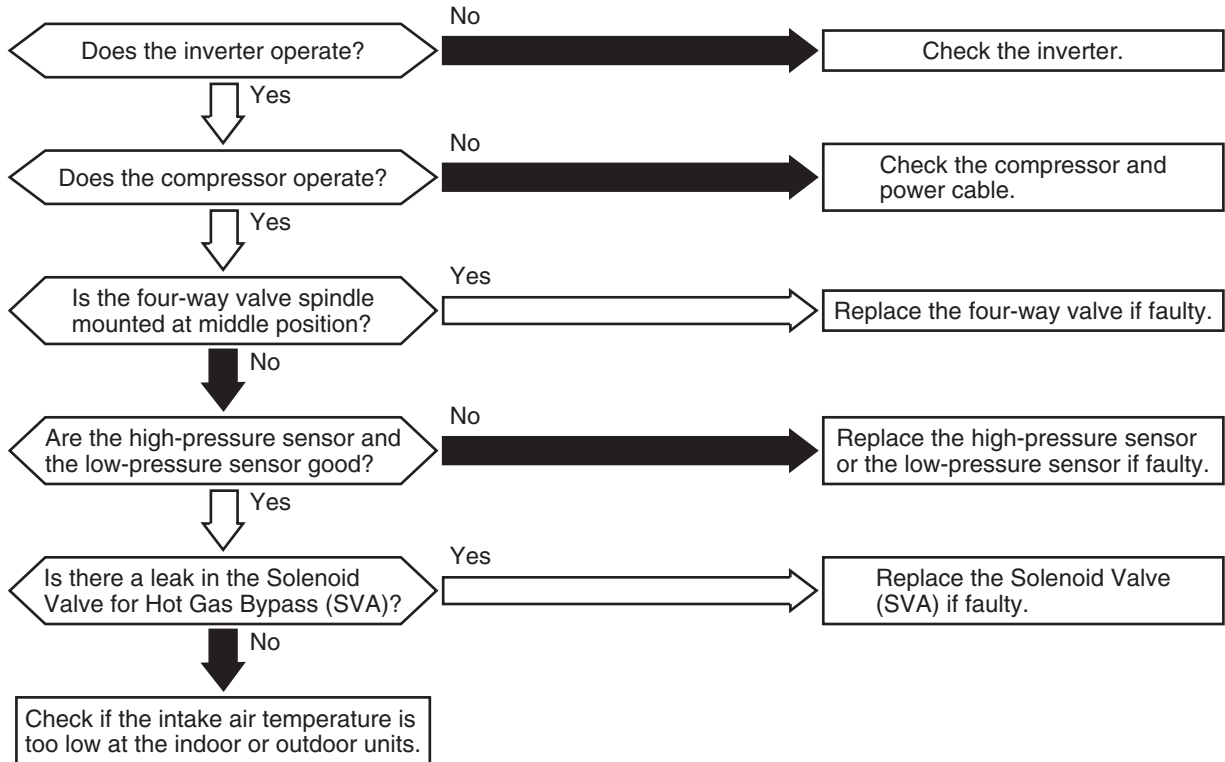 No
Does the inverter operate?
Check the inverter.
Yes
No
Does the compressor operate?
Check the compressor and
power cable.
Yes
Yes
Is the four-way valve spindle
mounted at middle position?
Replace the four-way valve if faulty.
No
No
Are the high-pressure sensor and
the low-pressure sensor good?
Replace the high-pressure sensor
or the low-pressure sensor if faulty.
Yes
Yes
Is there a leak in the Solenoid
Valve for Hot Gas Bypass (SVA)?
Replace the Solenoid Valve
(SVA) if faulty.
No
Check if the intake air temperature is
too low at the indoor or outdoor units.